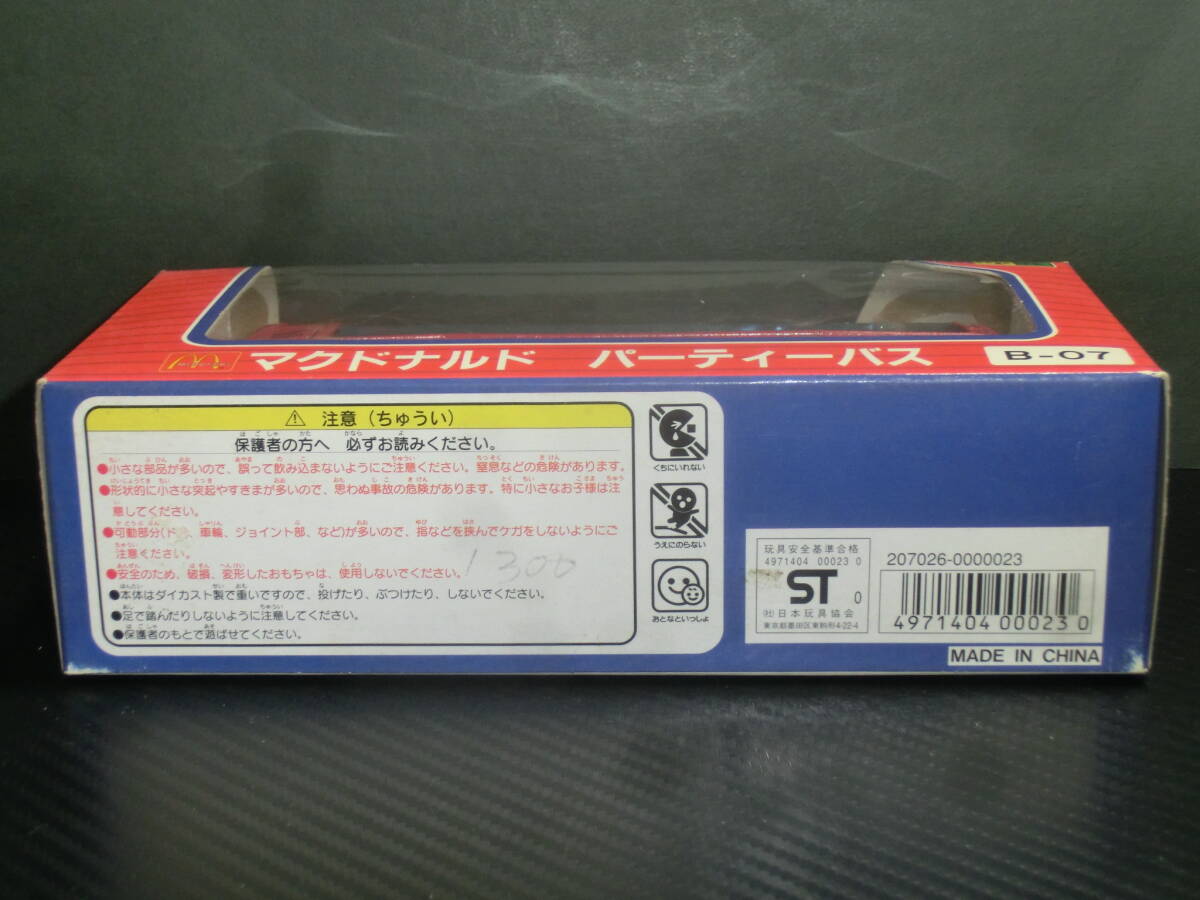 マクドナルド パーティーバス B-07
注意（ちゅうい）
保護者の方へ 必ずお読みください。
●小さな部品が多いので、誤って飲み込まないようにご注意ください。窒息などの危険があります。
●形状的に小さな突起やすきまが多いので、思わぬ事故の危険があります。特に小さなお子様は注
意してください。
●可動部分(ド、車輪、ジョイント部、など)が多いので、指などを挟んでケガをしないようにご
注意ください。
●安全のため、破損、変形したおもちゃは、使用しないでください。
1300
●本体はダイカスト製で重いですので、投げたり、ぶつけたり、しないでください。
●足で踏んだりしないように注意してください。
●保護者のもとで遊ばせてください。
くちにいれない
うえにのらない
おとなといっしょ
玩具安全基準合格
4971404 00023 0
ST 0
㈳日本玩具協会
東京都墨田区東駒形4-22-4
207026-0000023
4971404 000230
MADE IN CHINA